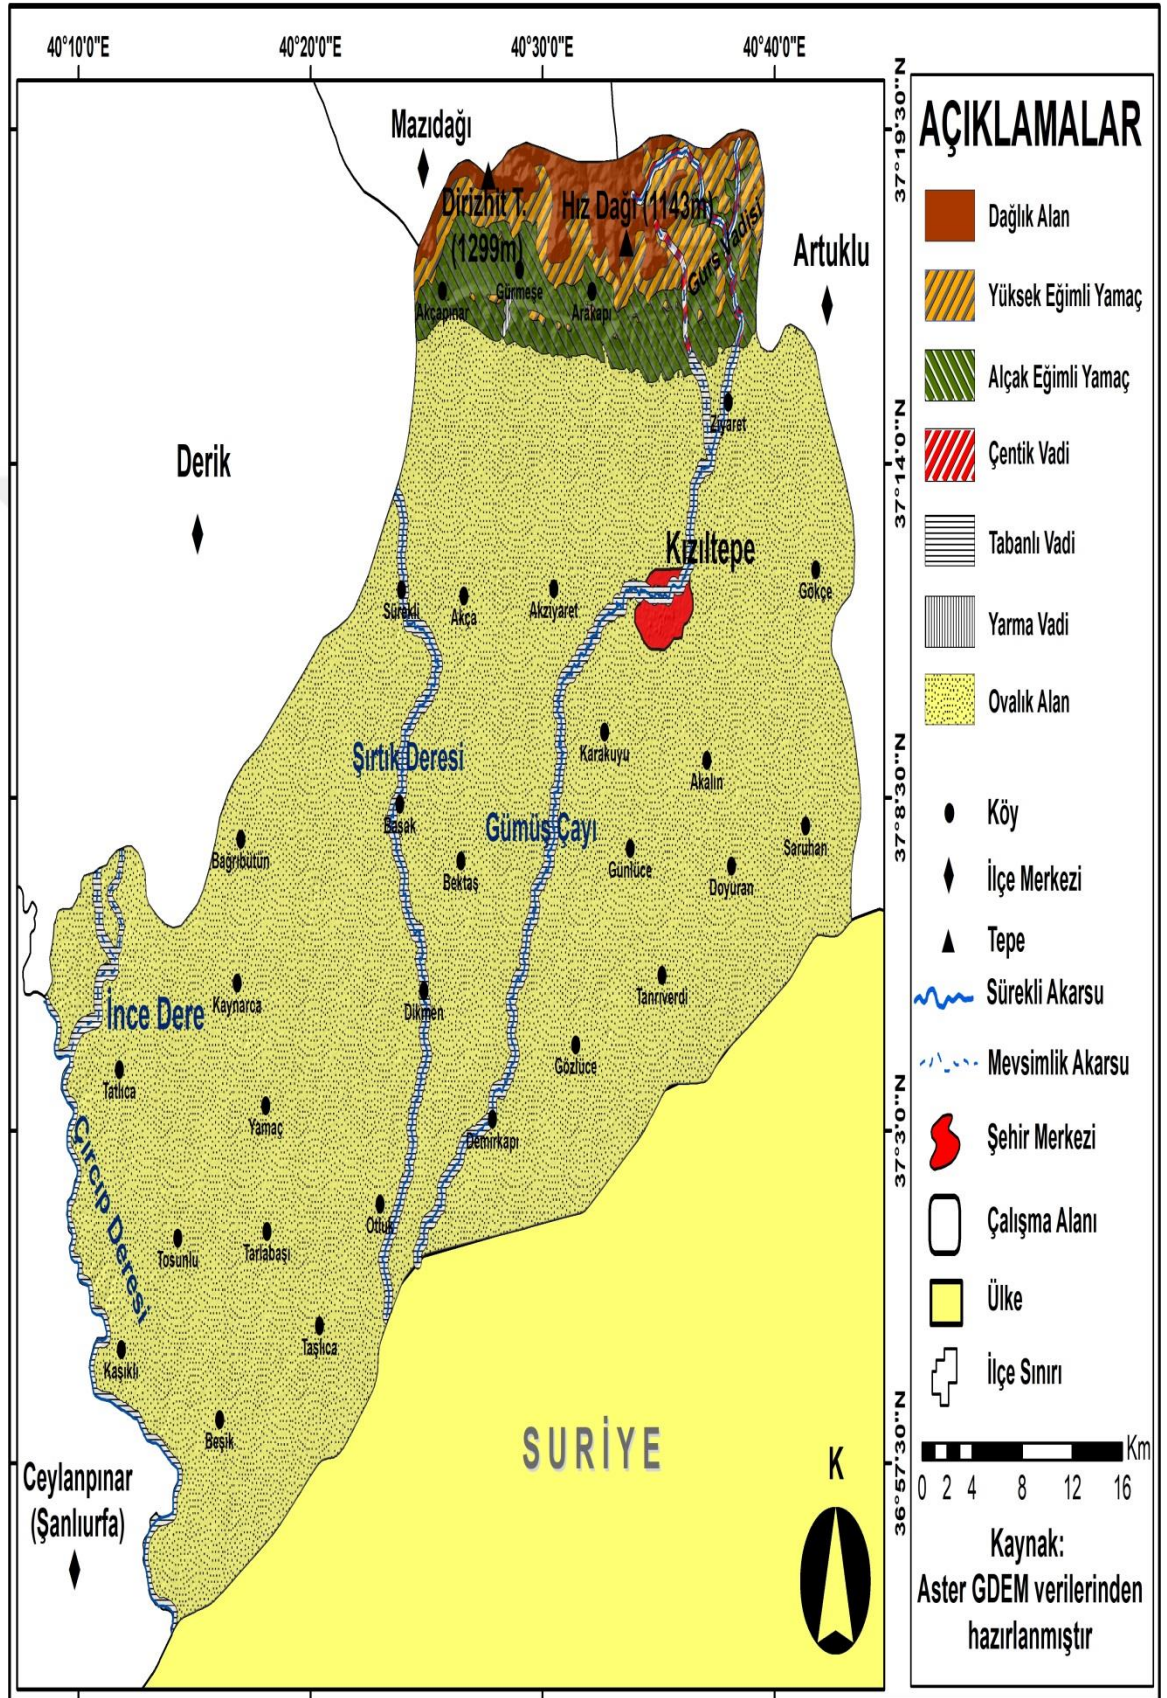 40°10'0"E
40°20'0"E
40°30'0"E
40°40'0"E
37°19'30"N
37°14'0"N
37°8'30"N
37°3'0"N
36°57'30"N
Mazıdağı
Dirizhit T.
(1299m)
Hız Dağı (1143m)
Gurs Vadisi
Artuklu
Akçapınar
Gürmeşe
Arakapı
Ziyaret
Derik
Kızıltepe
Sürekli
Akça
Akziyaret
Gökçe
Şırtık Deresi
Karakuyu
Akalın
Başak
Gümüş Çayı
Bağrıbütün
Bektaş
Günlüce
Doyuran
Saruhan
İnce Dere
Kaynarca
Dikmen
Tanrıverdi
Gözlüce
Tatlıca
Yamaç
Demirkapı
Çırcıp Deresi
Tosunlu
Tarlabaşı
Otluk
Kaşıklı
Taşlıca
Beşik
Ceylanpınar
(Şanlıurfa)
SURİYE
K
AÇIKLAMALAR
Dağlık Alan
Yüksek Eğimli Yamaç
Alçak Eğimli Yamaç
Çentik Vadi
Tabanlı Vadi
Yarma Vadi
Ovalık Alan
Köy
İlçe Merkezi
Tepe
Sürekli Akarsu
Mevsimlik Akarsu
Şehir Merkezi
Çalışma Alanı
Ülke
İlçe Sınırı
Km
0 2 4 8 12 16
Kaynak:
Aster GDEM verilerinden
hazırlanmıştır